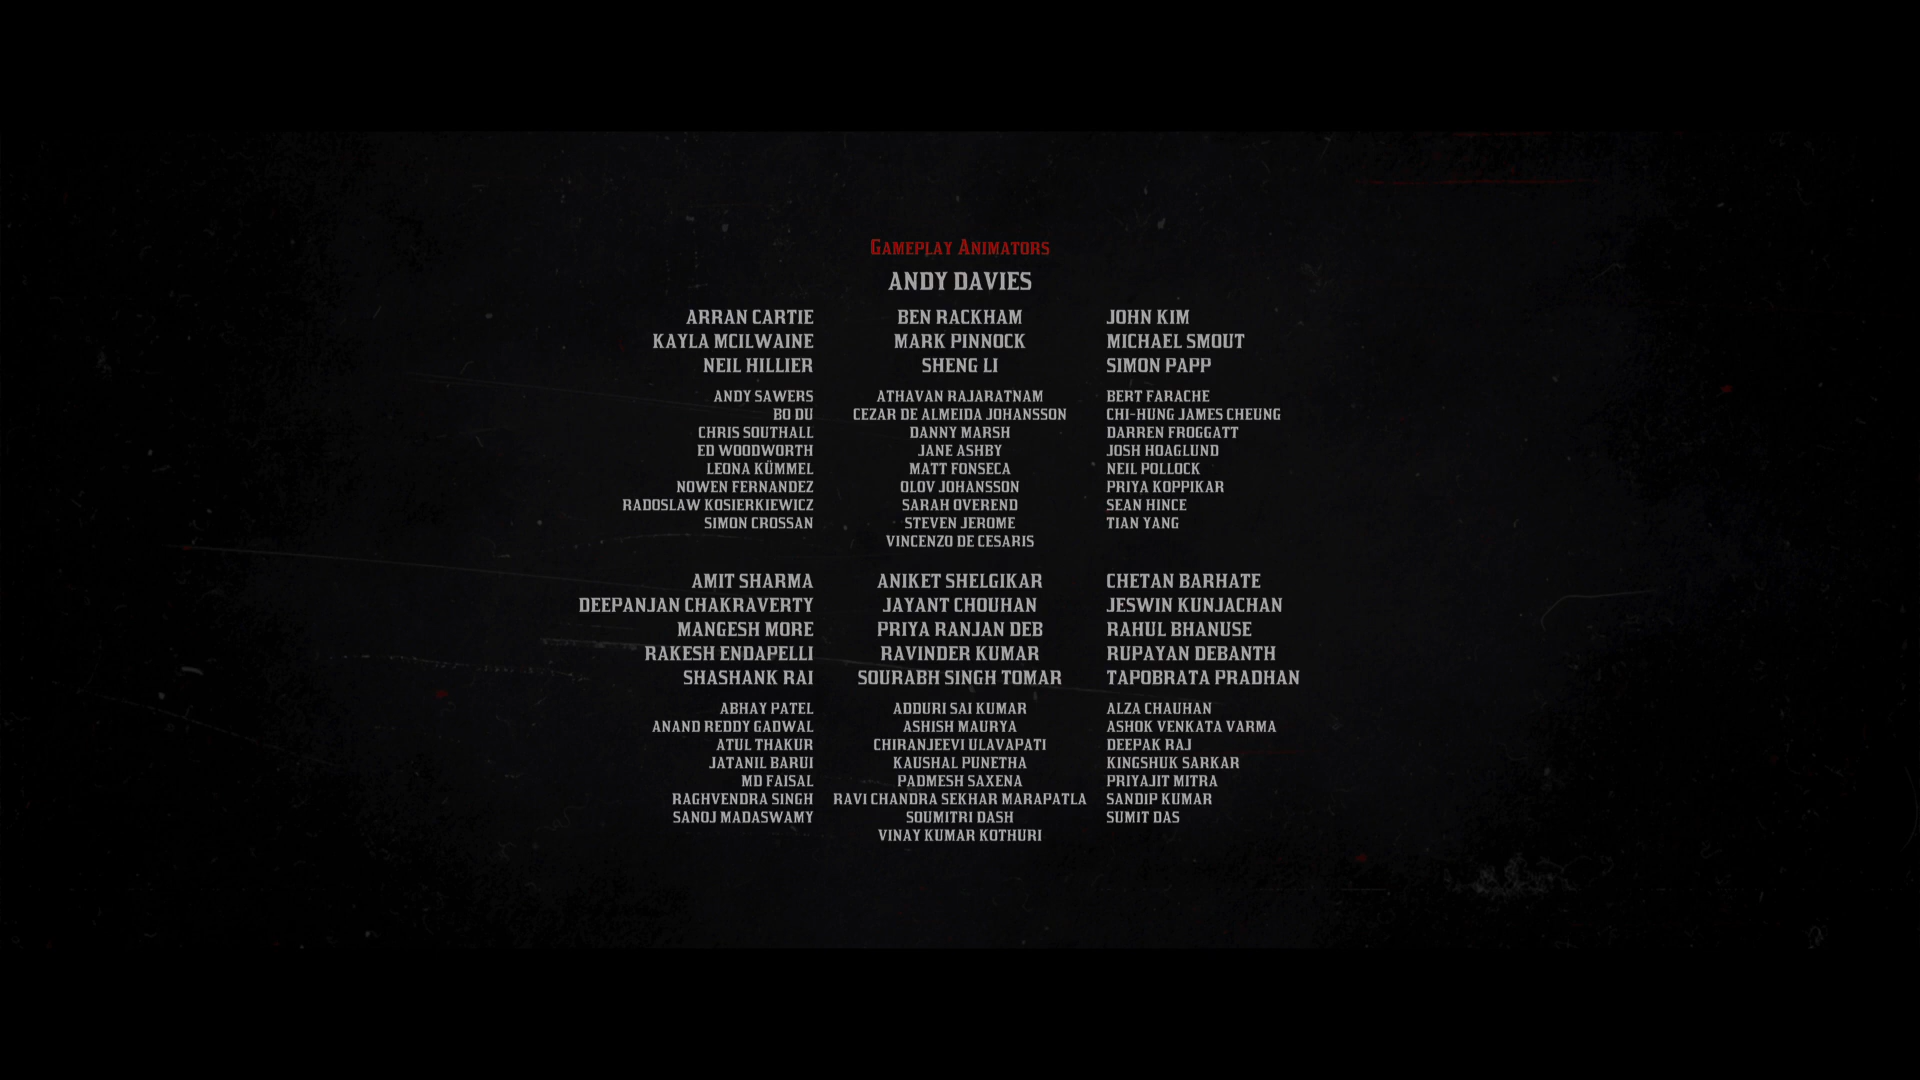 Gameplay Animators
ANDY DAVIES
ARRAN CARTIE BEN RACKHAM JOHN KIM
KAYLA MCILWAINE MARK PINNOCK MICHAEL SMOUT
NEIL HILLIER SHENG LI SIMON PAPP
ANDY SAWERS ATHAVAN RAJARATNAM BERT FARACHE
BO DU CEZAR DE ALMEIDA JOHANSSON CHI-HUNG JAMES CHEUNG
CHRIS SOUTHALL DANNY MARSH DARREN FROGGATT
ED WOODWORTH JANE ASHBY JOSH HOAGLUND
LEONA KÜMMEL MATT FONSECA NEIL POLLOCK
NOWEN FERNANDEZ OLOV JOHANSSON PRIYA KOPPIKAR
RADOSLAW KOSIERKIEWICZ SARAH OVEREND SEAN HINCE
SIMON CROSSAN STEVEN JEROME TIAN YANG
VINCENZO DE CESARIS
AMIT SHARMA ANIKET SHELGIKAR CHETAN BARHATE
DEEPANJAN CHAKRAVERTY JAYANT CHOUHAN JESWIN KUNJACHAN
MANGESH MORE PRIYA RANJAN DEB RAHUL BHANUSE
RAKESH ENDAPELLI RAVINDER KUMAR RUPAYAN DEBANTH
SHASHANK RAI SOURABH SINGH TOMAR TAPOBRATA PRADHAN
ABHAY PATEL ADDURI SAI KUMAR ALZA CHAUHAN
ANAND REDDY GADWAL ASHISH MAURYA ASHOK VENKATA VARMA
ATUL THAKUR CHIRANJEEVI ULAVAPATI DEEPAK RAJ
JATANIL BARUI KAUSHAL PUNETHA KINGSHUK SARKAR
MD FAISAL PADMESH SAXENA PRIYAJIT MITRA
RAGHVENDRA SINGH RAVI CHANDRA SEKHAR MARAPATLA SANDIP KUMAR
SANOJ MADASWAMY SOUMITRI DASH SUMIT DAS
VINAY KUMAR KOTHURI